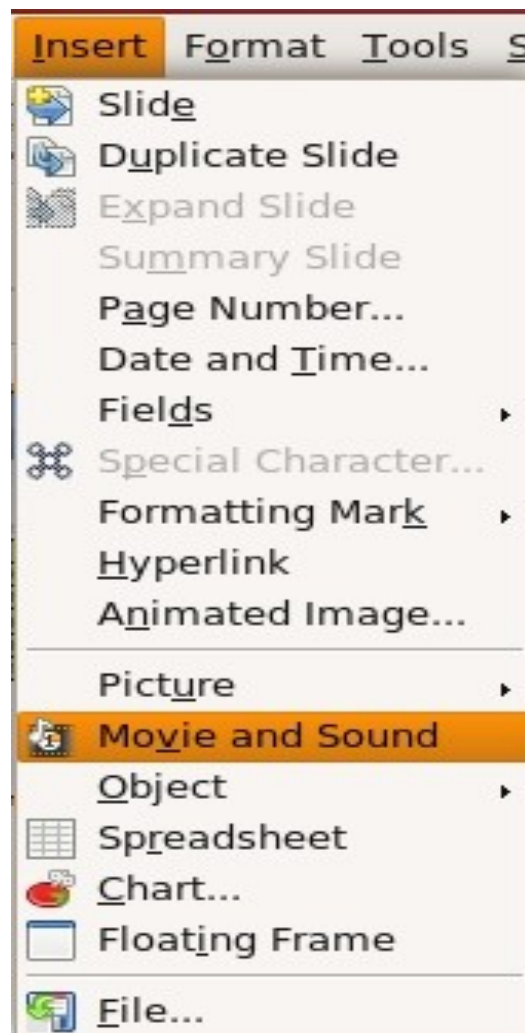 Insert Format Tools S
Slide
Duplicate Slide
Expand Slide
Summary Slide
Page Number...
Date and Time...
Fields
Special Character...
Formatting Mark
Hyperlink
Animated Image...
Picture
Movie and Sound
Object
Spreadsheet
Chart...
Floating Frame
File...